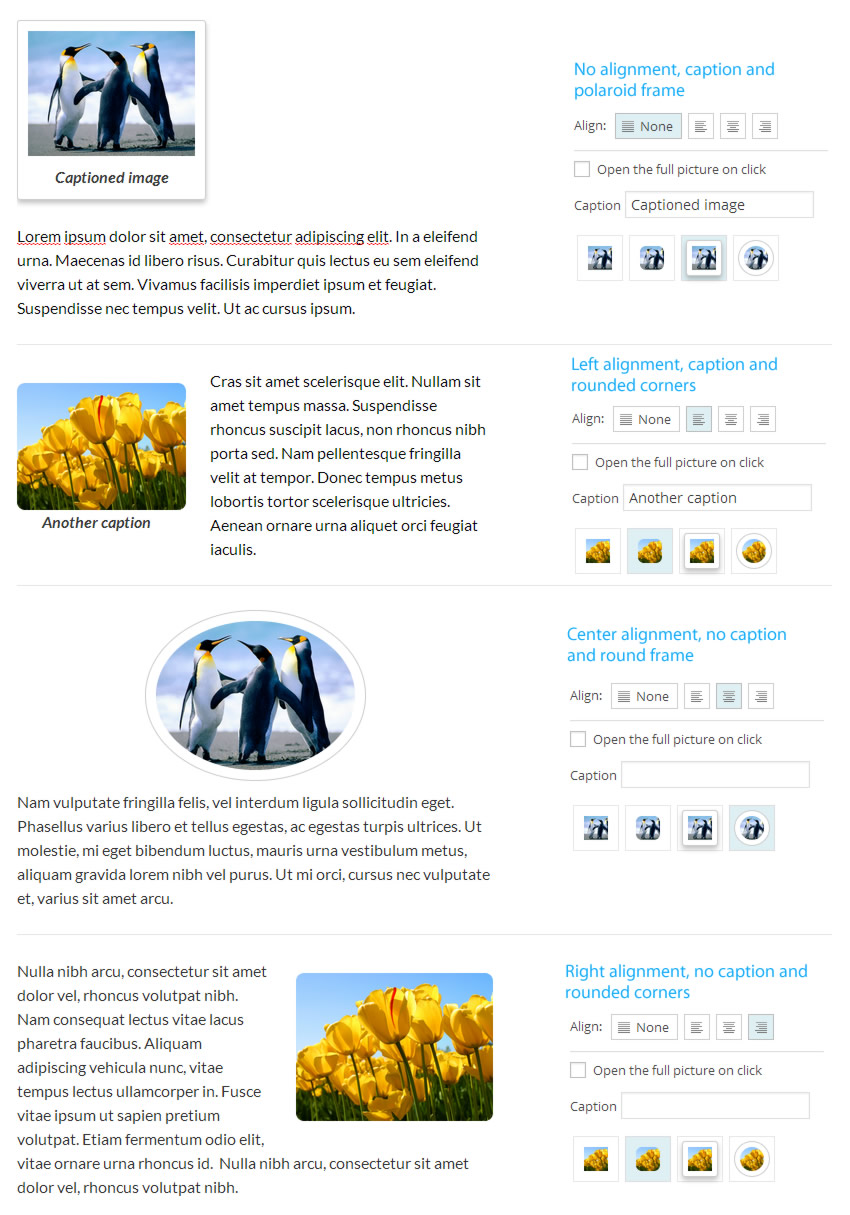 Captioned image
Lorem ipsum dolor sit amet, consectetur adipiscing elit. In a eleifend
urna. Maecenas id libero risus. Curabitur quis lectus eu sem eleifend
viverra ut at sem. Vivamus facilisis imperdiet ipsum et feugiat.
Suspendisse nec tempus velit. Ut ac cursus ipsum.
No alignment, caption and
polaroid frame
Align: None
Open the full picture on click
Caption Captioned image
Another caption
Cras sit amet scelerisque elit. Nullam sit
amet tempus massa. Suspendisse
rhoncus suscipit lacus, non rhoncus nibh
porta sed. Nam pellentesque fringilla
velit at tempor. Donec tempus metus
lobortis tortor scelerisque ultricies.
Aenean ornare urna aliquet orci feugiat
iaculis.
Left alignment, caption and
rounded corners
Align: None
Open the full picture on click
Caption Another caption
Nam vulputate fringilla felis, vel interdum ligula sollicitudin eget.
Phasellus varius libero et tellus egestas, ac egestas turpis ultrices. Ut
molestie, mi eget bibendum luctus, mauris urna vestibulum metus,
aliquam gravida lorem nibh vel purus. Ut mi orci, cursus nec vulputate
et, varius sit amet arcu.
Center alignment, no caption
and round frame
Align: None
Open the full picture on click
Caption
Nulla nibh arcu, consectetur sit amet
dolor vel, rhoncus volutpat nibh.
Nam consequat lectus vitae lacus
pharetra faucibus. Aliquam
adipiscing vehicula nunc, vitae
tempus lectus ullamcorper in. Fusce
vitae ipsum ut sapien pretium
volutpat. Etiam fermentum odio elit,
vitae ornare urna rhoncus id. Nulla nibh arcu, consectetur sit amet
dolor vel, rhoncus volutpat nibh.
Right alignment, no caption and
rounded corners
Align: None
Open the full picture on click
Caption